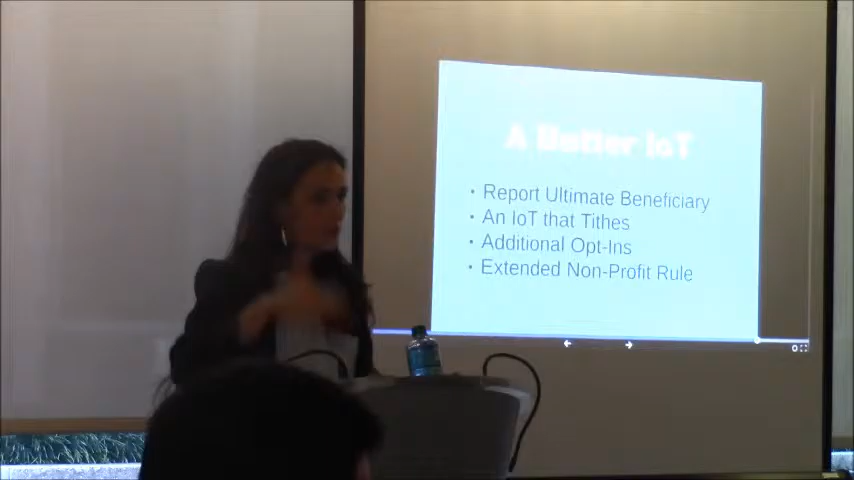 A Better IoT
• Report Ultimate Beneficiary
• An IoT that Tithes
• Additional Opt-Ins
• Extended Non-Profit Rule